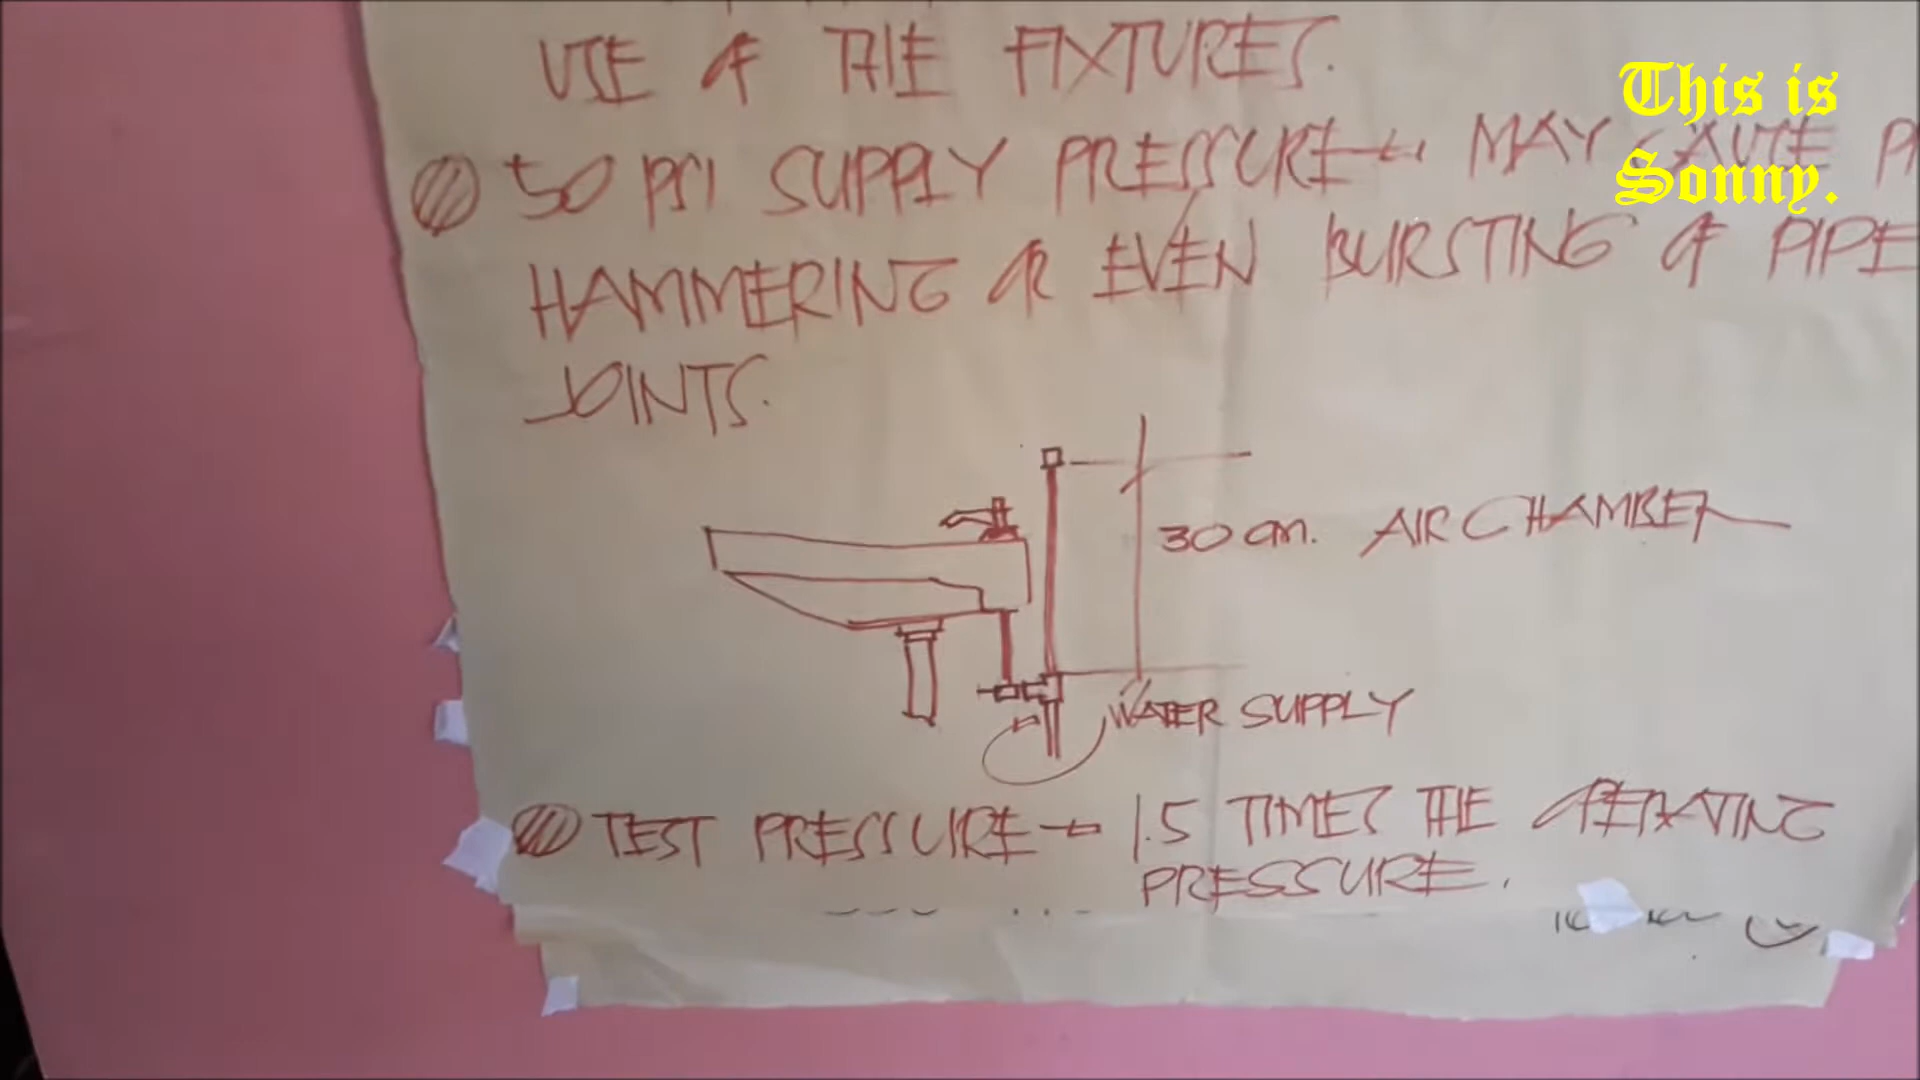 USE OF THE FIXTURES.
50 PSI SUPPLY PRESSURE - MAY CAUSE
HAMMERING OR EVEN BURSTING OF PIPE
JOINTS.
30 cm. AIR CHAMBER
WATER SUPPLY
TEST PRESSURE - 1.5 TIMES THE OPERATING
PRESSURE.
This is
Sonny.